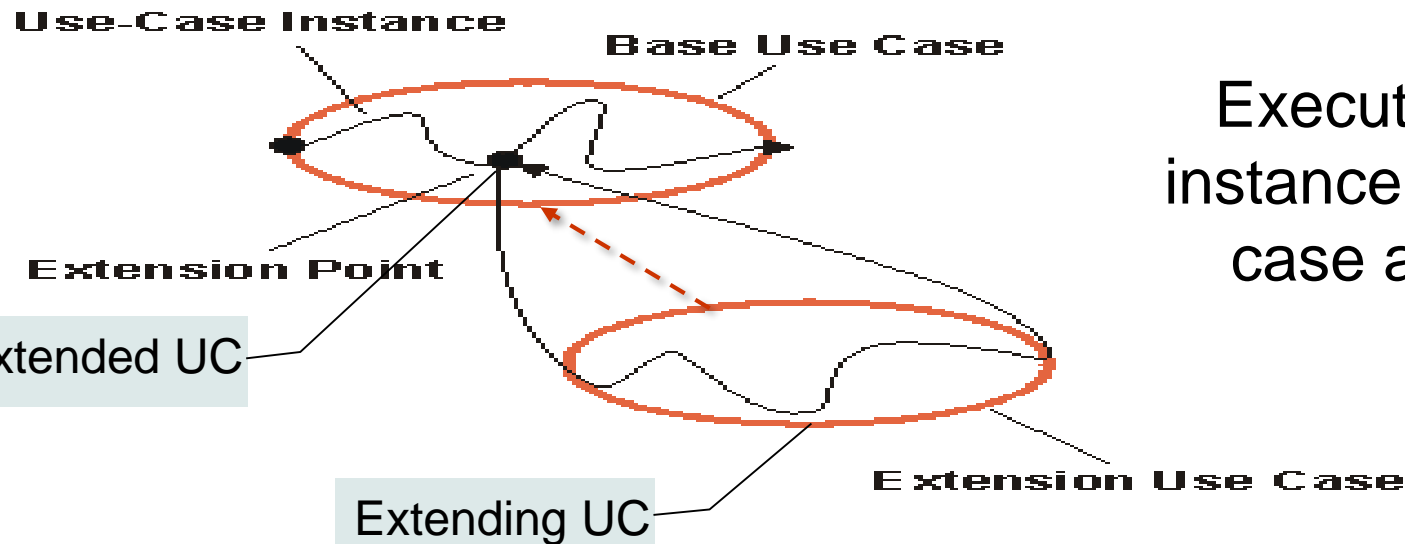 Use-Case Instance
Base Use Case
Execut
instance
case a
Extension Point
xtended UC
Extension Use Case
Extending UC